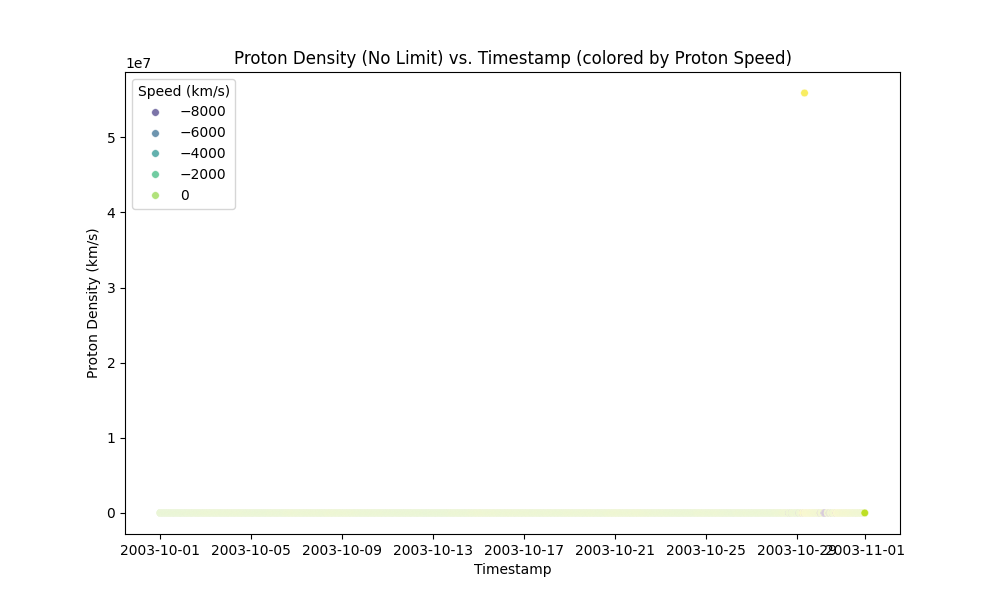 Proton Density (No Limit) vs. Timestamp (colored by Proton Speed)
1e7
Speed (km/s)
−8000
−6000
−4000
−2000
0
5
4
3
2
1
0
Proton Density (km/s)
2003-10-01 2003-10-05 2003-10-09 2003-10-13 2003-10-17 2003-10-21 2003-10-25 2003-10-29 2003-11-01
Timestamp